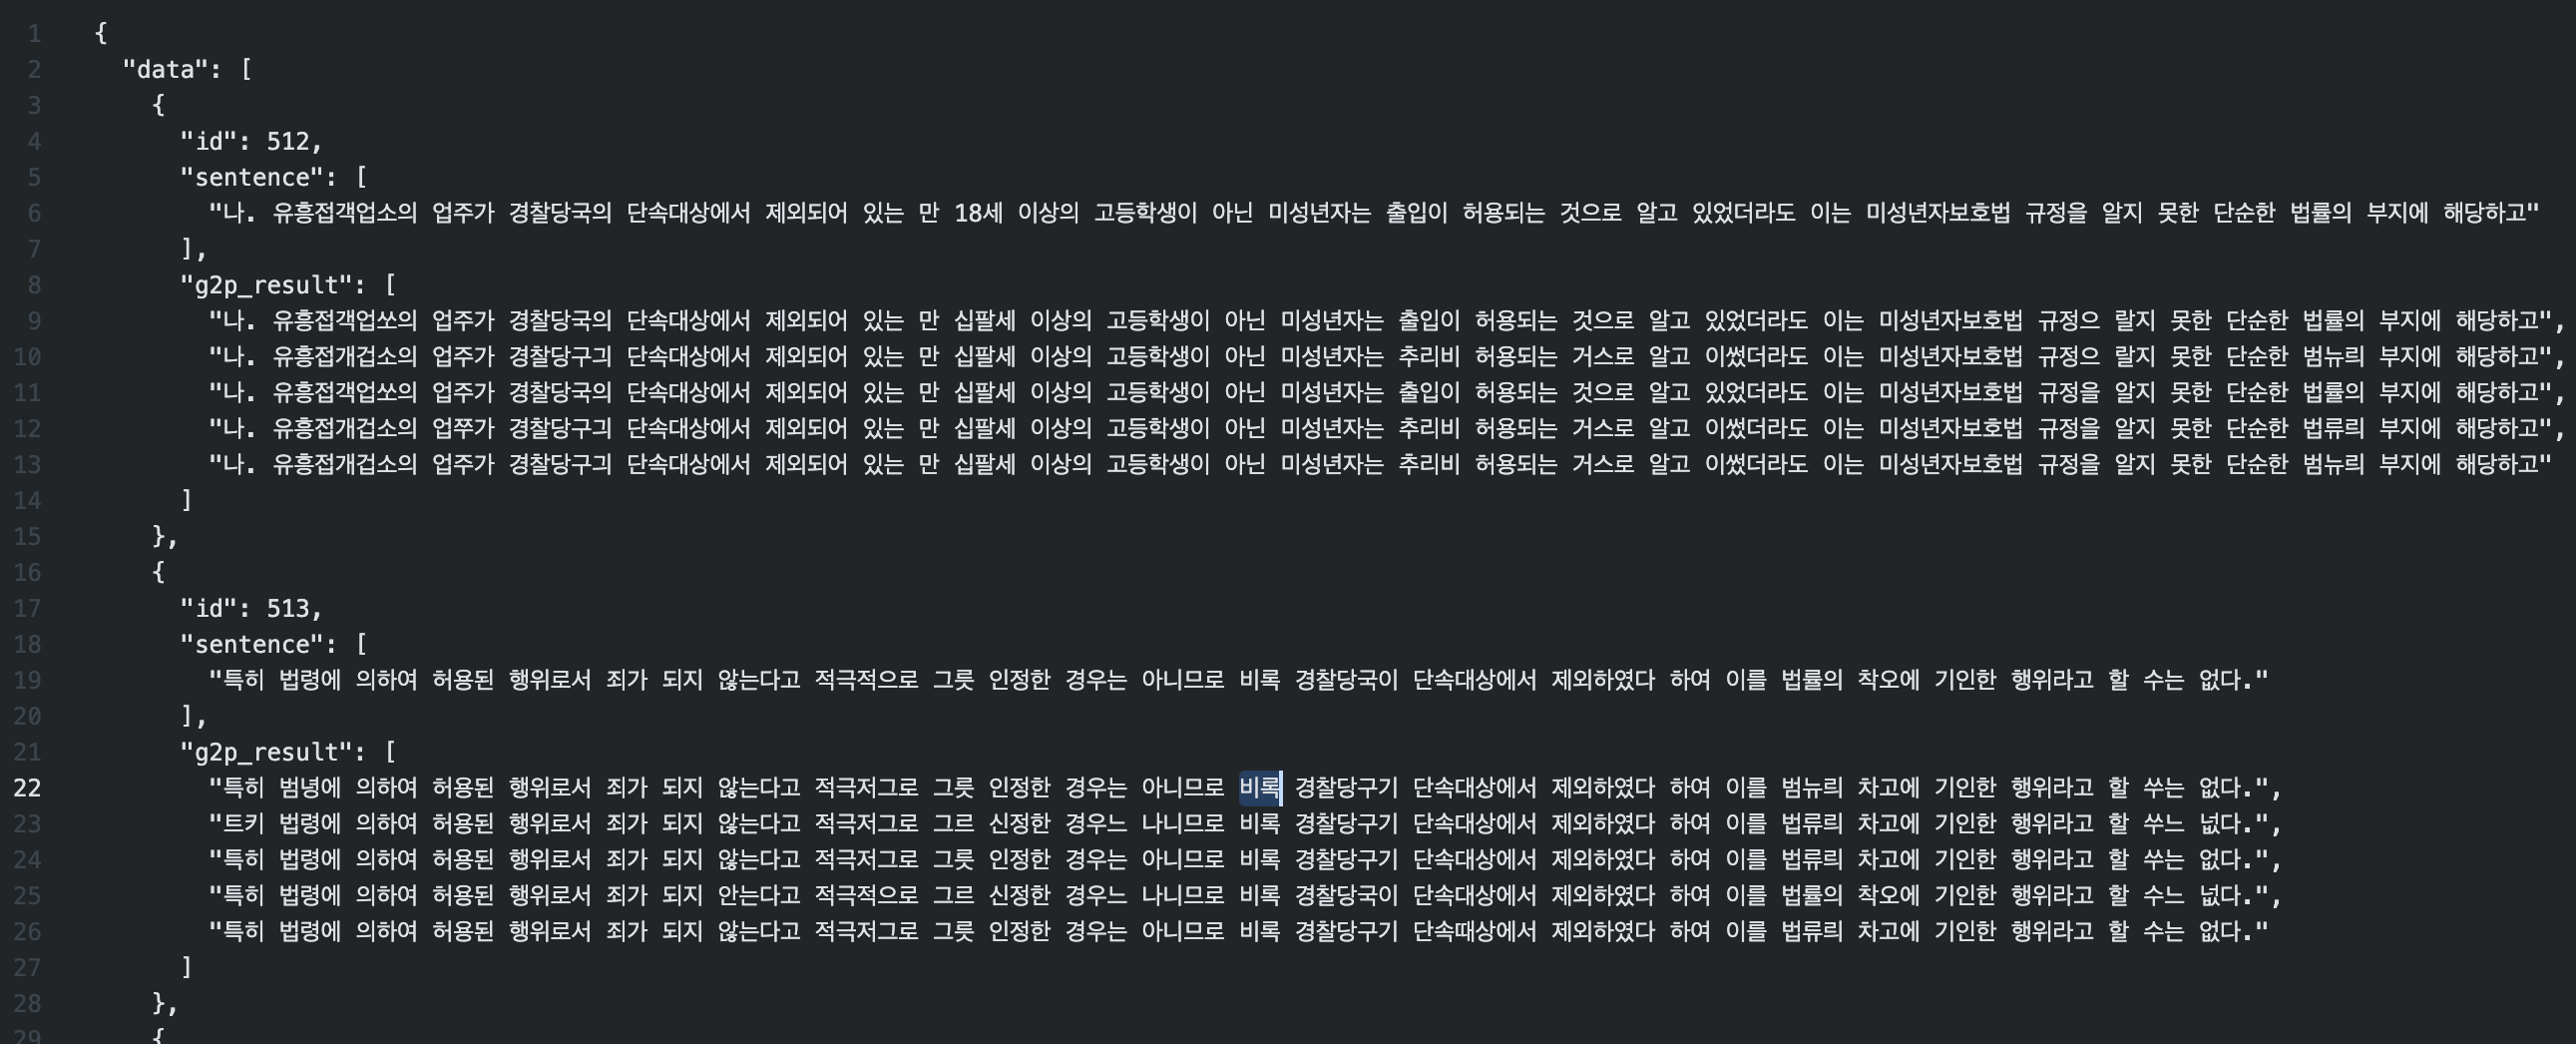 1 {
2 "data": [
3 {
4 "id": 512,
5 "sentence": [
6 "나. 유흥접객업소의 업주가 경찰당국의 단속대상에서 제외되어 있는 만 18세 이상의 고등학생이 아닌 미성년자는 출입이 허용되는 것으로 알고 있었더라도 이는 미성년자보호법 규정을 알지 못한 단순한 법률의 부지에 해당하고"
7 ],
8 "g2p_result": [
9 "나. 유흥접객업쏘의 업주가 경찰당국의 단속대상에서 제외되어 있는 만 십팔세 이상의 고등학생이 아닌 미성년자는 출입이 허용되는 것으로 알고 있었더라도 이는 미성년자보호법 규정으 랄지 못한 단순한 법률의 부지에 해당하고",
10 "나. 유흥접개겁소의 업주가 경찰당구긔 단속대상에서 제외되어 있는 만 십팔세 이상의 고등학생이 아닌 미성년자는 추리비 허용되는 거스로 알고 이썼더라도 이는 미성년자보호법 규정으 랄지 못한 단순한 범뉴릐 부지에 해당하고",
11 "나. 유흥접객업쏘의 업주가 경찰당국의 단속대상에서 제외되어 있는 만 십팔세 이상의 고등학생이 아닌 미성년자는 출입이 허용되는 것으로 알고 있었더라도 이는 미성년자보호법 규정을 알지 못한 단순한 법률의 부지에 해당하고",
12 "나. 유흥접개겁소의 업쭈가 경찰당구긔 단속대상에서 제외되어 있는 만 십팔세 이상의 고등학생이 아닌 미성년자는 추리비 허용되는 거스로 알고 이썼더라도 이는 미성년자보호법 규정을 알지 못한 단순한 법류릐 부지에 해당하고",
13 "나. 유흥접개겁소의 업주가 경찰당구긔 단속대상에서 제외되어 있는 만 십팔세 이상의 고등학생이 아닌 미성년자는 추리비 허용되는 거스로 알고 이썼더라도 이는 미성년자보호법 규정을 알지 못한 단순한 범뉴릐 부지에 해당하고"
14 ]
15 },
16 {
17 "id": 513,
18 "sentence": [
19 "특히 법령에 의하여 허용된 행위로서 죄가 되지 않는다고 적극적으로 그릇 인정한 경우는 아니므로 비록 경찰당국이 단속대상에서 제외하였다 하여 이를 법률의 착오에 기인한 행위라고 할 수는 없다."
20 ],
21 "g2p_result": [
22 "특히 범녕에 의하여 허용된 행위로서 죄가 되지 않는다고 적극저그로 그릇 인정한 경우는 아니므로 비록 경찰당구기 단속대상에서 제외하였다 하여 이를 범뉴릐 차고에 기인한 행위라고 할 쑤는 없다.",
23 "트키 법령에 의하여 허용된 행위로서 죄가 되지 않는다고 적극저그로 그르 신정한 경우느 나니므로 비록 경찰당구기 단속대상에서 제외하였다 하여 이를 법류릐 차고에 기인한 행위라고 할 쑤느 넚다.",
24 "특히 법령에 의하여 허용된 행위로서 죄가 되지 않는다고 적극저그로 그릇 인정한 경우는 아니므로 비록 경찰당구기 단속대상에서 제외하였다 하여 이를 법류릐 차고에 기인한 행위라고 할 쑤는 없다.",
25 "특히 법령에 의하여 허용된 행위로서 죄가 되지 안는다고 적극적으로 그르 신정한 경우느 나니므로 비록 경찰당국이 단속대상에서 제외하였다 하여 이를 법률의 착오에 기인한 행위라고 할 수느 넚다.",
26 "특히 법령에 의하여 허용된 행위로서 죄가 되지 않는다고 적극저그로 그릇 인정한 경우는 아니므로 비록 경찰당구기 단속때상에서 제외하였다 하여 이를 법류릐 차고에 기인한 행위라고 할 수는 없다."
27 ]
28 },
29 {